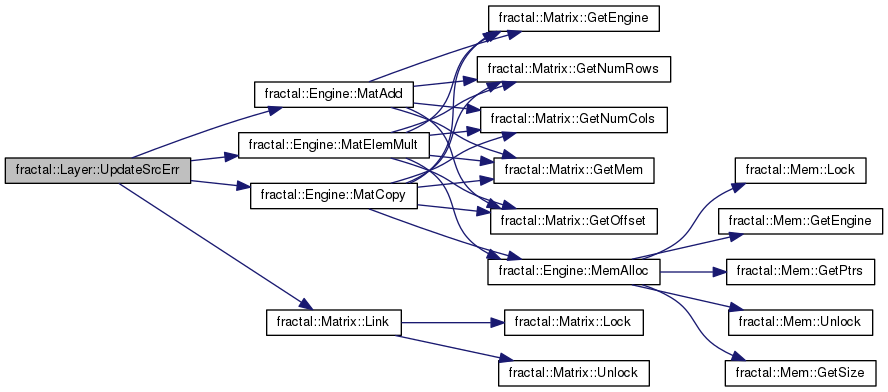 fractal::Matrix::GetEngine
fractal::Matrix::GetNumRows
fractal::Engine::MatAdd
fractal::Matrix::GetNumCols
fractal::Engine::MatElemMult
fractal::Layer::UpdateSrcErr
fractal::Matrix::GetMem
fractal::Mem::Lock
fractal::Engine::MatCopy
fractal::Matrix::GetOffset
fractal::Mem::GetEngine
fractal::Engine::MemAlloc
fractal::Mem::GetPtrs
fractal::Matrix::Link
fractal::Matrix::Lock
fractal::Mem::Unlock
fractal::Matrix::Unlock
fractal::Mem::GetSize